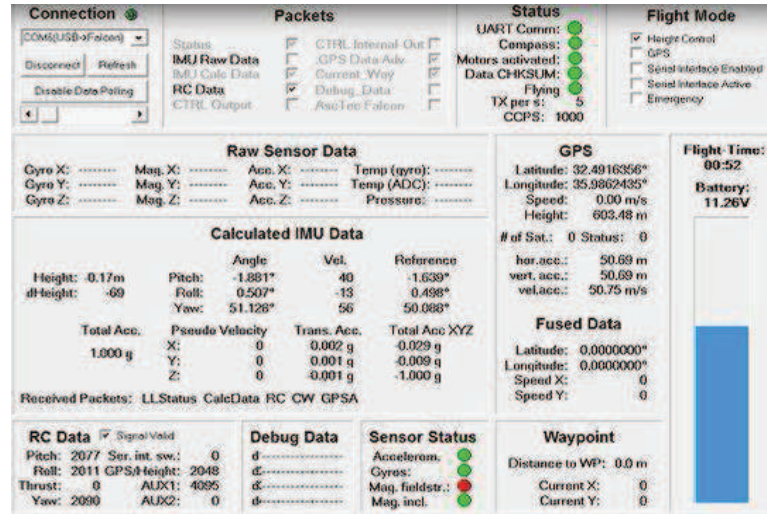 Connection
COM6(USB->Falcon)
Disconnect Refresh
Disable Data Polling
Packets
Status CTRL Internal Out
IMU Raw Data GPS Data Adv.
IMU Calc Data Current_Way
RC Data Debug_Data
CTRL Output AscTec Falcon
Status
UART Comm:
Compass:
Motors activated:
Data CHKSUM:
Flying
TX per s: 5
CCPS: 1000
Flight Mode
Height Control
GPS
Serial Interface Enabled
Serial Interface Active
Emergency
Raw Sensor Data
Gyro X: ------- Mag. X: ------- Acc. X: ------- Temp (gyro): -------
Gyro Y: ------- Mag. Y: ------- Acc. Y: ------- Temp (ADC): -------
Gyro Z: ------- Mag. Z: ------- Acc. Z: ------- Pressure: -------
Calculated IMU Data
Angle Vel. Reference
Height: -0.17m Pitch: -1.881° 40 -1.639°
dHeight: -69 Roll: 0.507° -13 0.498°
Yaw: 51.126° 56 50.088°
Total Acc. Pseudo Velocity Trans. Acc. Total Acc XYZ
X: 0 0.002 g -0.029 g
1.000 g Y: 0 0.001 g -0.009 g
Z: 0 -0.001 g -1.000 g
Received Packets: LLStatus CalcData RC CW GPSA
GPS
Latitude: 32.4916356°
Longitude: 35.9862435°
Speed: 0.00 m/s
Height: 603.48 m
# of Sat.: 0 Status: 0
hor.acc.: 50.69 m
vert. acc.: 50.69 m
vel.acc.: 50.75 m/s
Fused Data
Latitude: 0.0000000°
Longitude: 0.0000000°
Speed X: 0
Speed Y: 0
Flight-Time:
00:52
Battery:
11.26V
RC Data Signal Valid
Pitch: 2077 Ser. int. sw.: 0
Roll: 2011 GPS/Height: 2048
Thrust: 0 AUX1: 4095
Yaw: 2090 AUX2: 0
Debug Data
Sensor Status
Accelerom.
Gyros:
Mag. fieldstr.:
Mag. incl.
Waypoint
Distance to WP: 0.0 m
Current X: 0
Current Y: 0